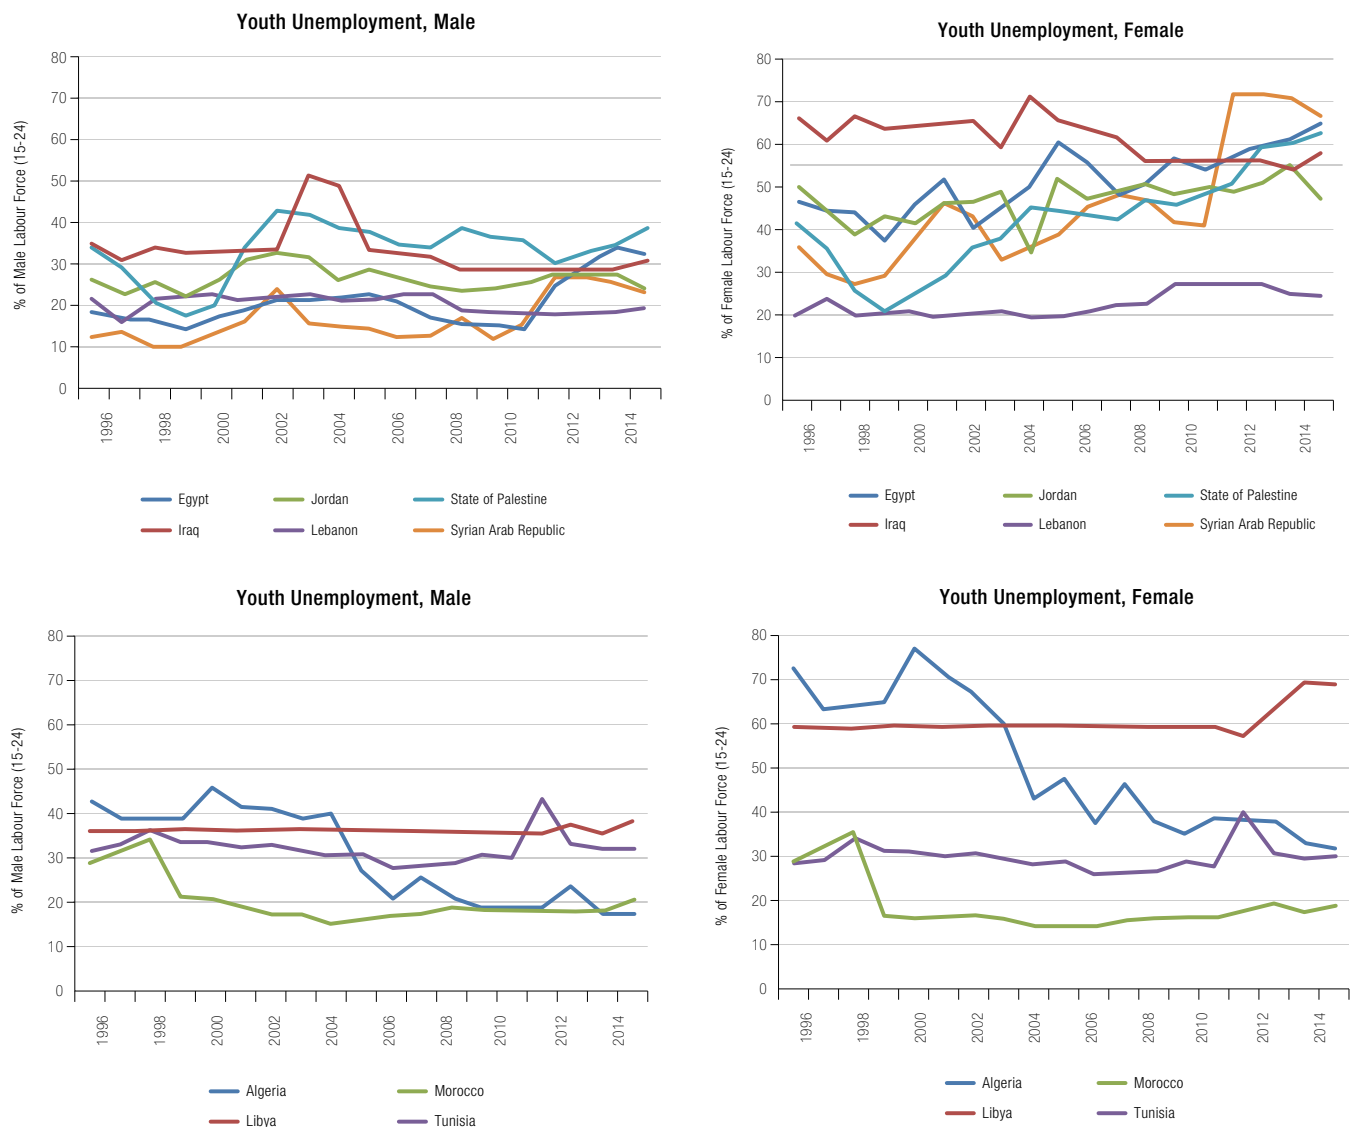 Youth Unemployment, Male
% of Male Labour Force (15-24)
80
70
60
50
40
30
20
10
0
1996 1998 2000 2002 2004 2006 2008 2010 2012 2014
Egypt Jordan State of Palestine
Iraq Lebanon Syrian Arab Republic
Youth Unemployment, Female
% of Female Labour Force (15-24)
80
70
60
50
40
30
20
10
0
1996 1998 2000 2002 2004 2006 2008 2010 2012 2014
Egypt Jordan State of Palestine
Iraq Lebanon Syrian Arab Republic
Youth Unemployment, Male
% of Male Labour Force (15-24)
80
70
60
50
40
30
20
10
0
1996 1998 2000 2002 2004 2006 2008 2010 2012 2014
Algeria Morocco
Libya Tunisia
Youth Unemployment, Female
% of Female Labour Force (15-24)
80
70
60
50
40
30
20
10
0
1996 1998 2000 2002 2004 2006 2008 2010 2012 2014
Algeria Morocco
Libya Tunisia